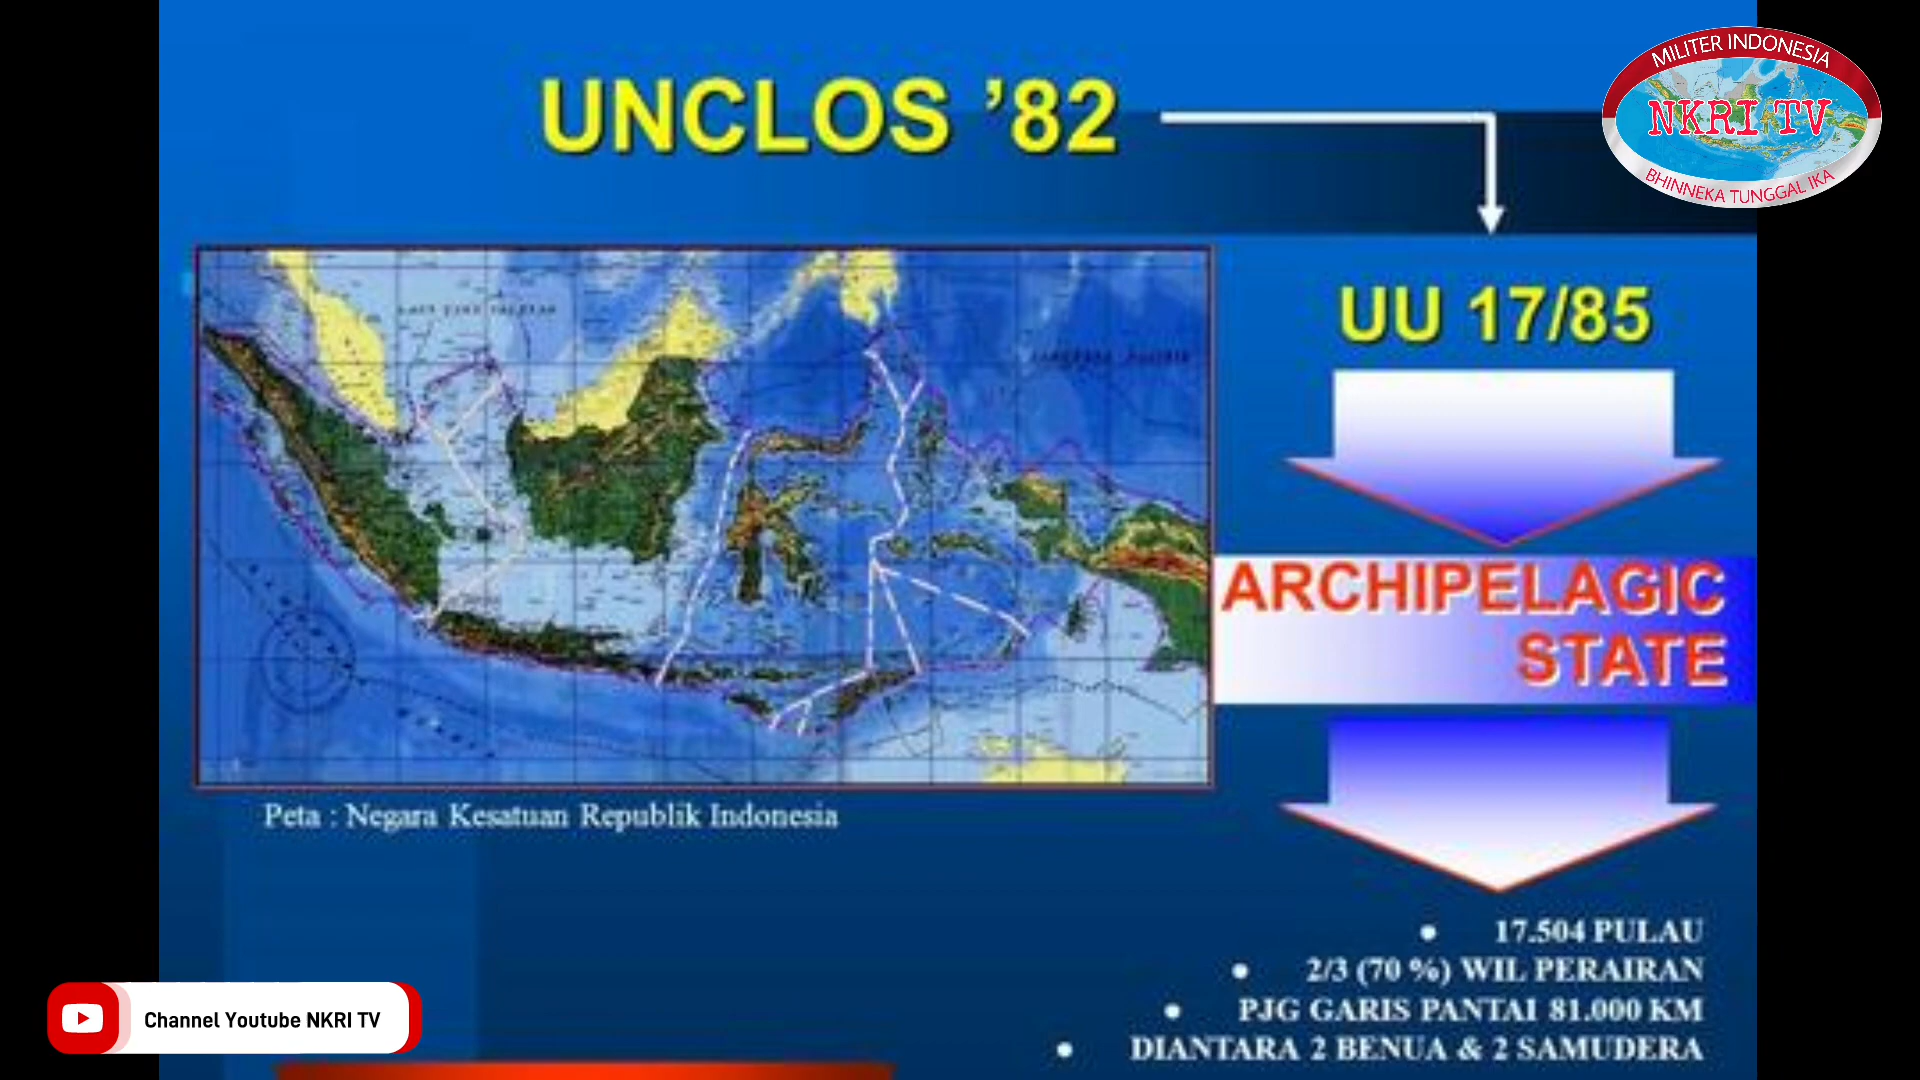 UNCLOS ’82
MILITER INDONESIA
NKRI TV
BHINNEKA TUNGGAL IKA
UU 17/85
ARCHIPELAGIC
STATE
Peta : Negara Kesatuan Republik Indonesia
• 17.504 PULAU
• 2/3 (70 %) WIL PERAIRAN
• PJG GARIS PANTAI 81.000 KM
• DIANTARA 2 BENUA & 2 SAMUDERA
Channel Youtube NKRI TV